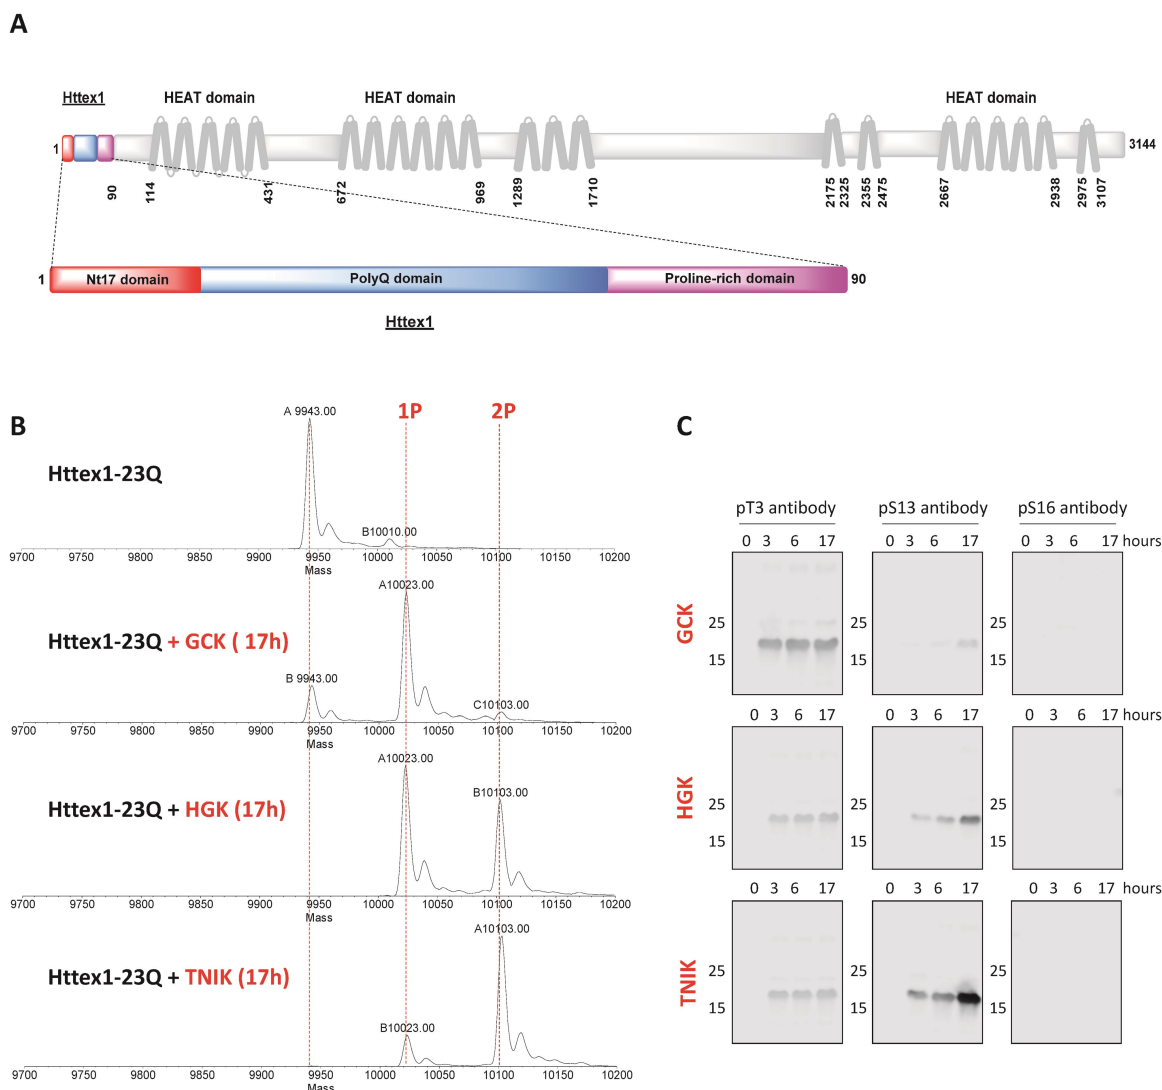 A
Httex1
HEAT domain
HEAT domain
HEAT domain
1
3144
90
114
431
672
969
1289
1710
2175
2325
2355
2475
2667
2938
2975
3107
1
Nt17 domain
PolyQ domain
Proline-rich domain
90
Httex1
B
1P
2P
A 9943.00
Httex1-23Q
B10010.00
9700 9750 9800 9850 9900 9950 10000 10050 10100 10150 10200
Mass
A10023.00
Httex1-23Q + GCK ( 17h)
B 9943.00
C10103.00
9700 9750 9800 9850 9900 9950 10000 10050 10100 10150 10200
Mass
A10023.00
Httex1-23Q + HGK (17h)
B10103.00
9700 9750 9800 9850 9900 9950 10000 10050 10100 10150 10200
Mass
A10103.00
Httex1-23Q + TNIK (17h)
B10023.00
9700 9750 9800 9850 9900 9950 10000 10050 10100 10150 10200
Mass
C
pT3 antibody pS13 antibody pS16 antibody
0 3 6 17 0 3 6 17 0 3 6 17 hours
GCK
25 25 25
15 15 15
0 3 6 17 0 3 6 17 0 3 6 17 hours
HGK
25 25 25
15 15 15
0 3 6 17 0 3 6 17 0 3 6 17 hours
TNIK
25 25 25
15 15 15